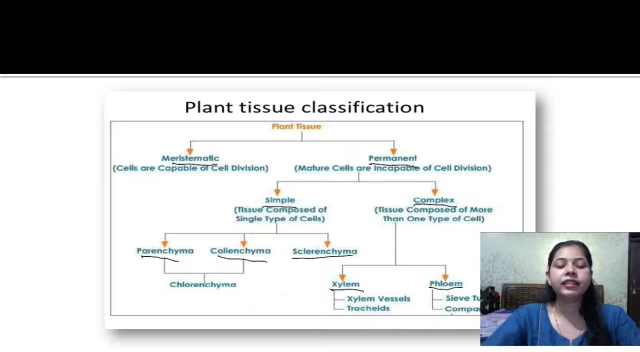 Plant tissue classification
Plant Tissue
Meristematic Permanent
(Cells are Capable of Cell Division) (Mature Cells are Incapable of Cell Division)
Simple Complex
(Tissue Composed of (Tissue Composed of More
Single Type of Cells) Than One Type of Cell)
Parenchyma Collenchyma Sclerenchyma
Chlorenchyma Xylem Phloem
Xylem Vessels Sieve
Tracheids